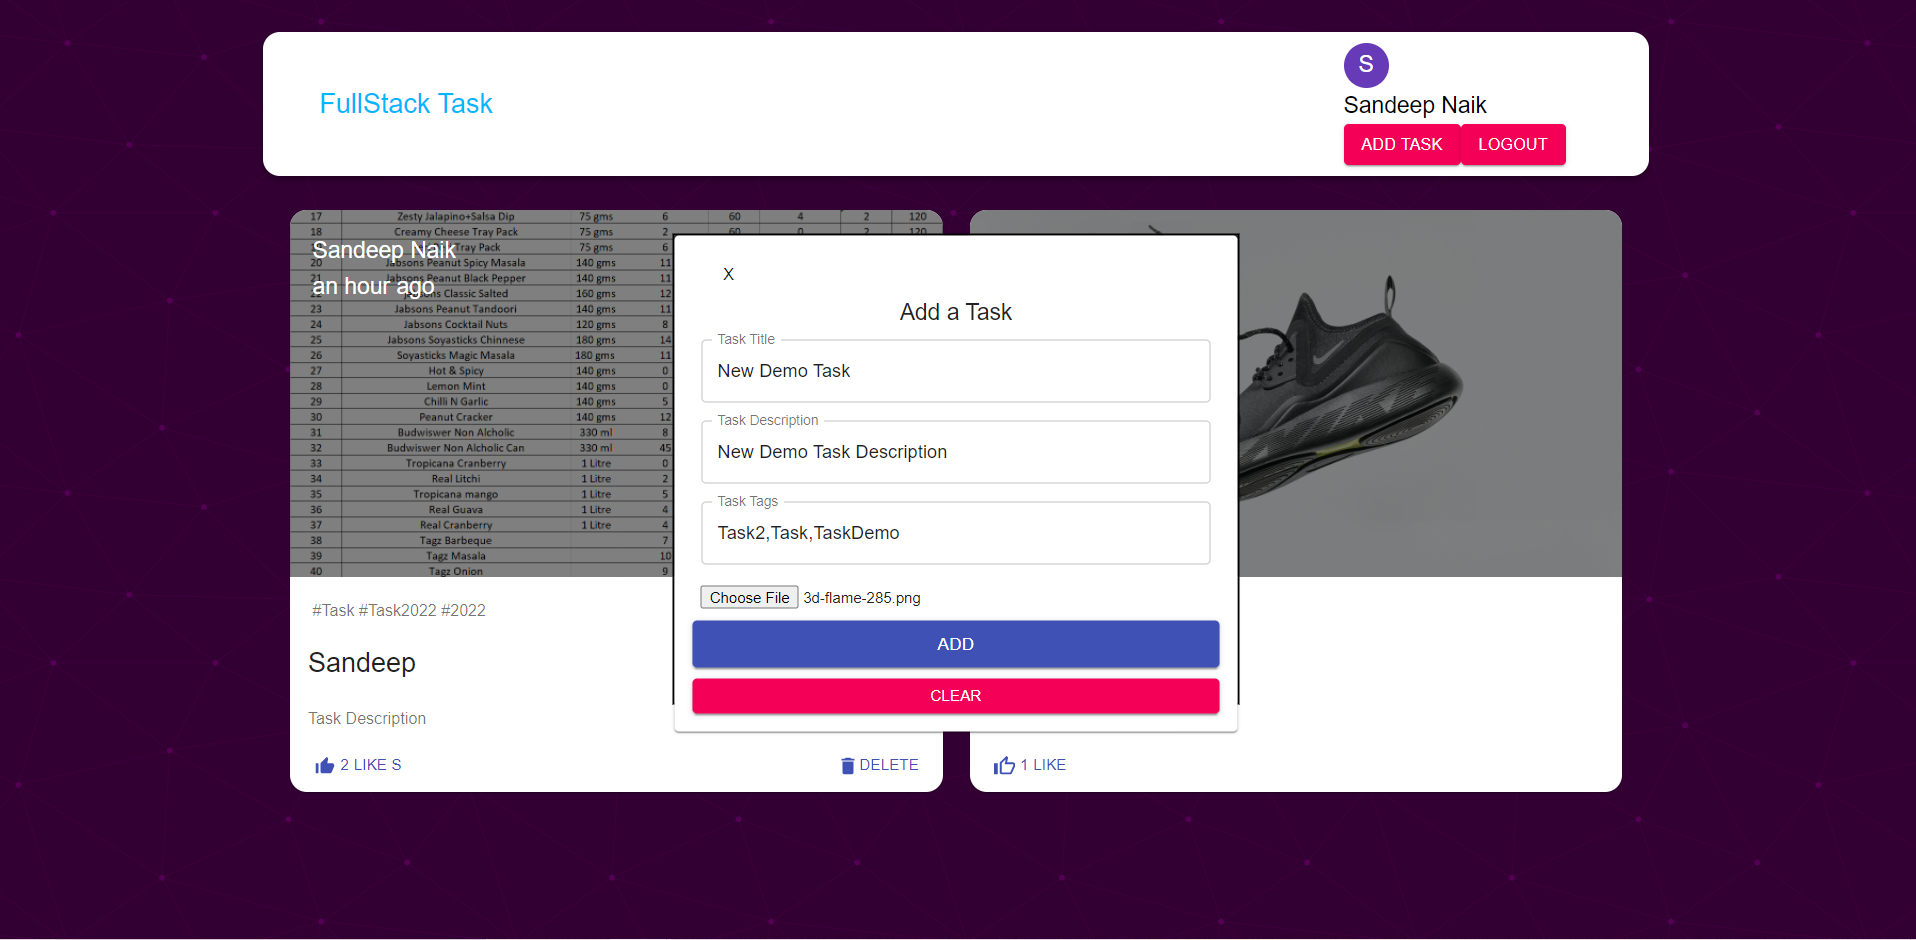 S
FullStack Task
Sandeep Naik
ADD TASK LOGOUT
17 Zesty Jalapino+Salsa Dip 75 gms 6 60 4 2 120
18 Creamy Cheese Tray Pack 75 gms 2 60 0 2 120
Tray Pack 75 gms 6
Sandeep Naik
20 Jabsons Peanut Spicy Masala 140 gms 11
21 Jabsons Peanut Black Pepper 140 gms 11
an hour ago
22 Jabsons Classic Salted 160 gms 12
23 Jabsons Peanut Tandoori 140 gms 11
24 Jabsons Cocktail Nuts 120 gms 8
25 Jabsons Soyasticks Chinnese 180 gms 14
26 Soyasticks Magic Masala 180 gms 11
27 Hot & Spicy 140 gms 0
28 Lemon Mint 140 gms 0
29 Chilli N Garlic 140 gms 5
30 Peanut Cracker 140 gms 12
31 Budwiswer Non Alcholic 330 ml 8
32 Budwiswer Non Alcholic Can 330 ml 45
33 Tropicana Cranberry 1 Litre 0
34 Real Litchi 1 Litre 2
35 Tropicana mango 1 Litre 5
36 Real Guava 1 Litre 4
37 Real Cranberry 1 Litre 4
38 Tagz Barbeque 7
39 Tagz Masala 10
40 Tagz Onion 9
#Task #Task2022 #2022
Sandeep
Task Description
2 LIKE S
DELETE
X
Add a Task
Task Title
New Demo Task
Task Description
New Demo Task Description
Task Tags
Task2,Task,TaskDemo
Choose File 3d-flame-285.png
ADD
CLEAR
1 LIKE